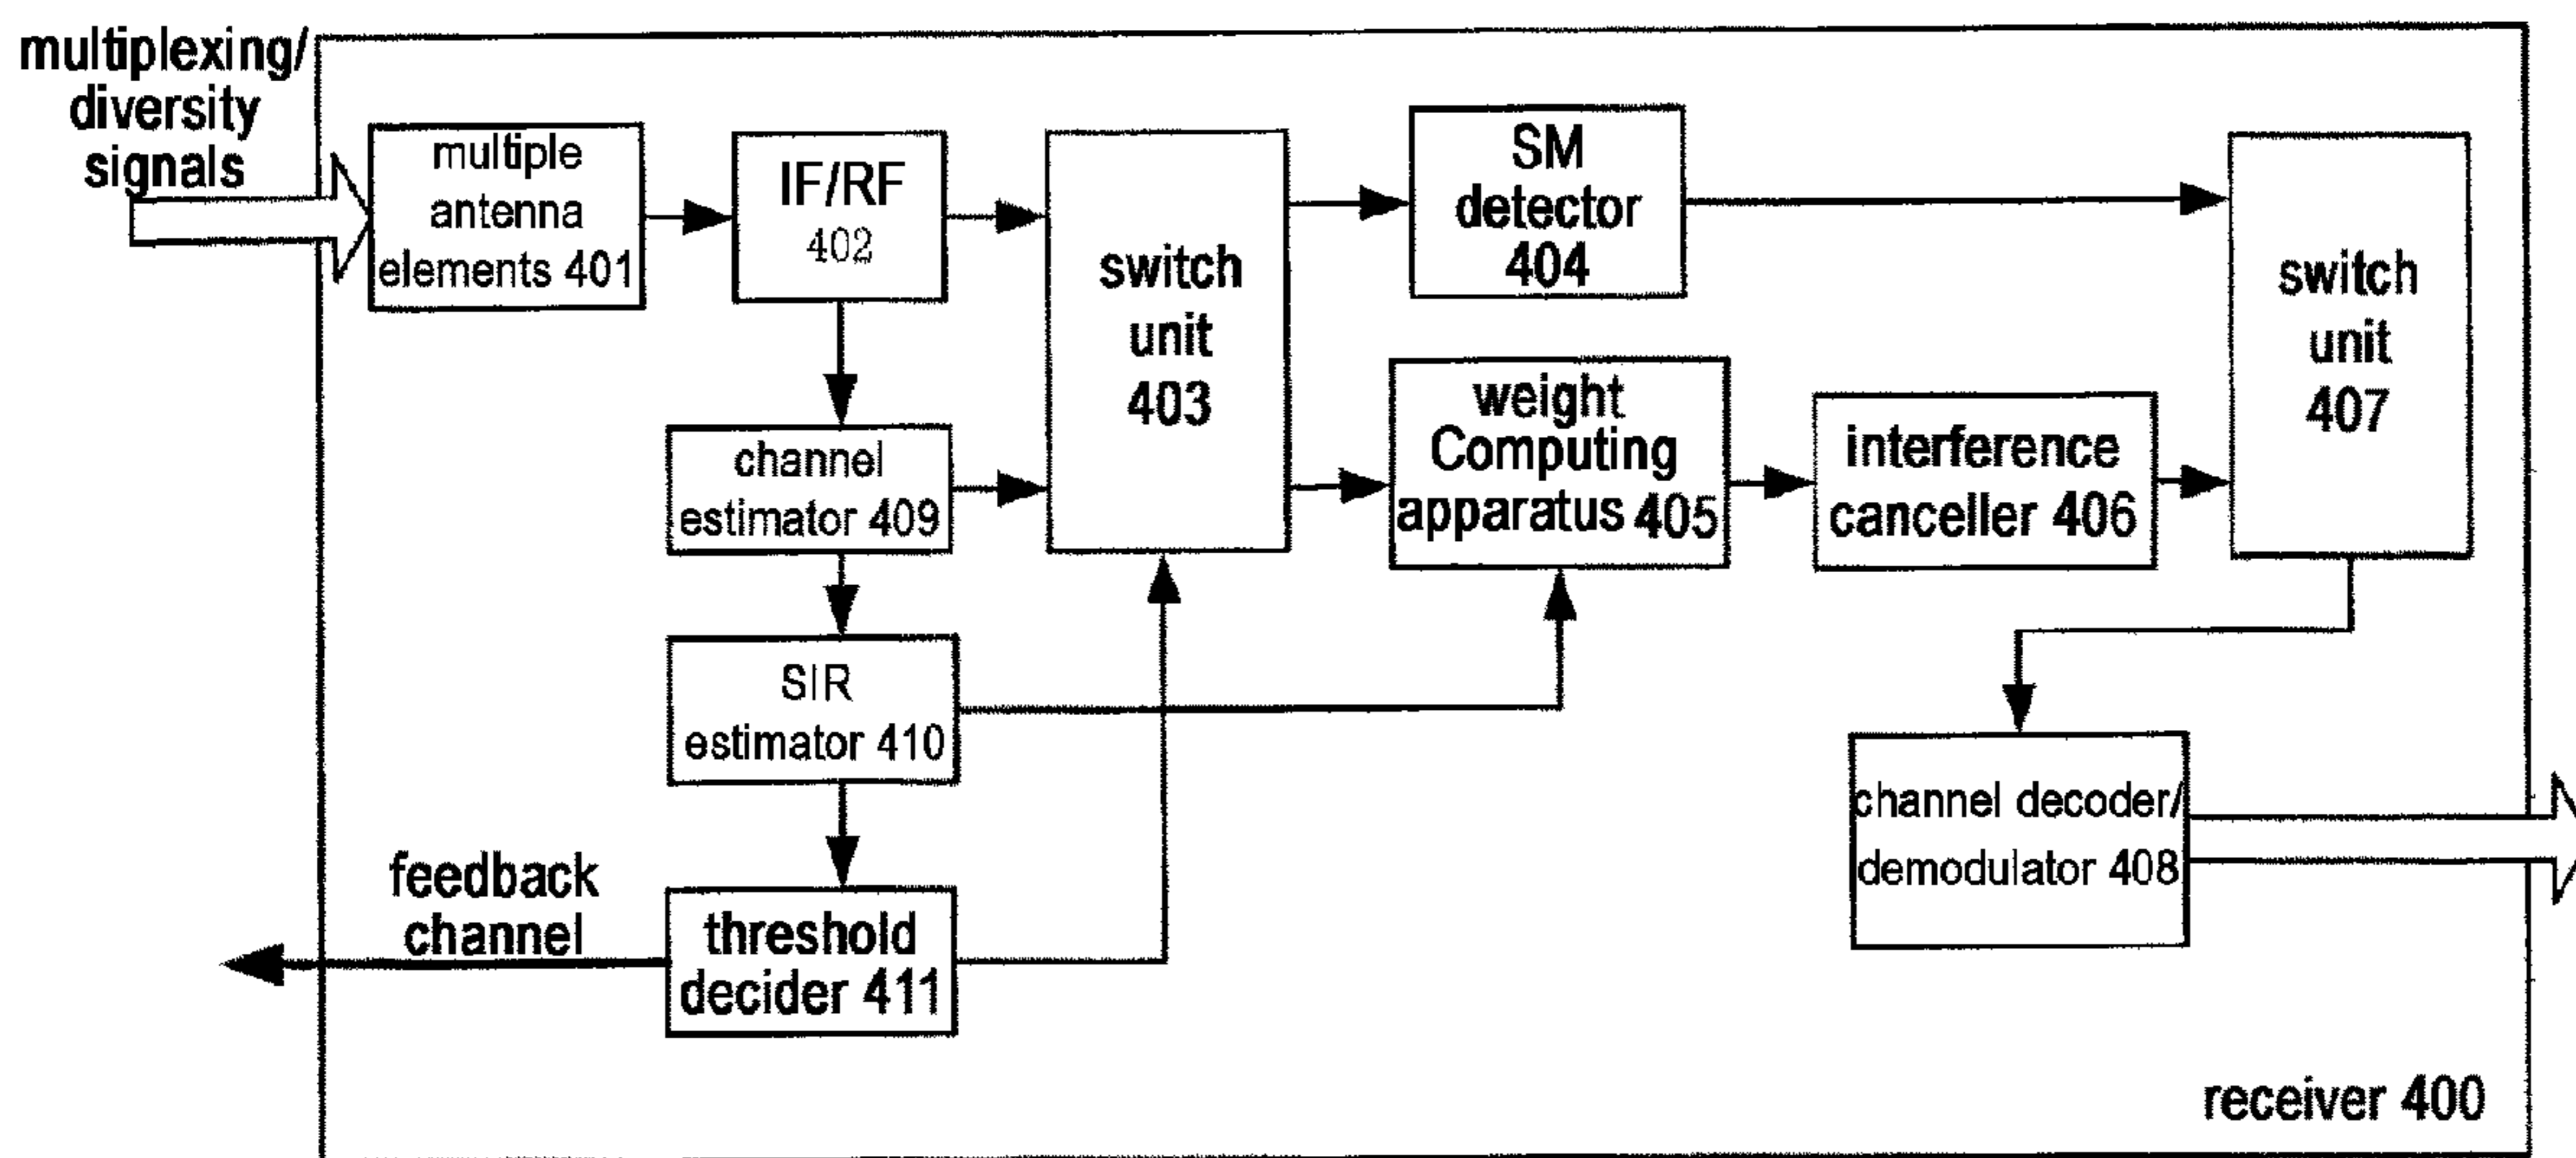 multiplexing/
diversity
signals
multiple
antenna
elements 401
IF/RF
402
switch
unit
403
SM
detector
404
switch
unit
407
channel
estimator 409
weight
Computing
apparatus 405
interference
canceller 406
SIR
estimator 410
channel decoder/
demodulator 408
feedback
channel
threshold
decider 411
receiver 400